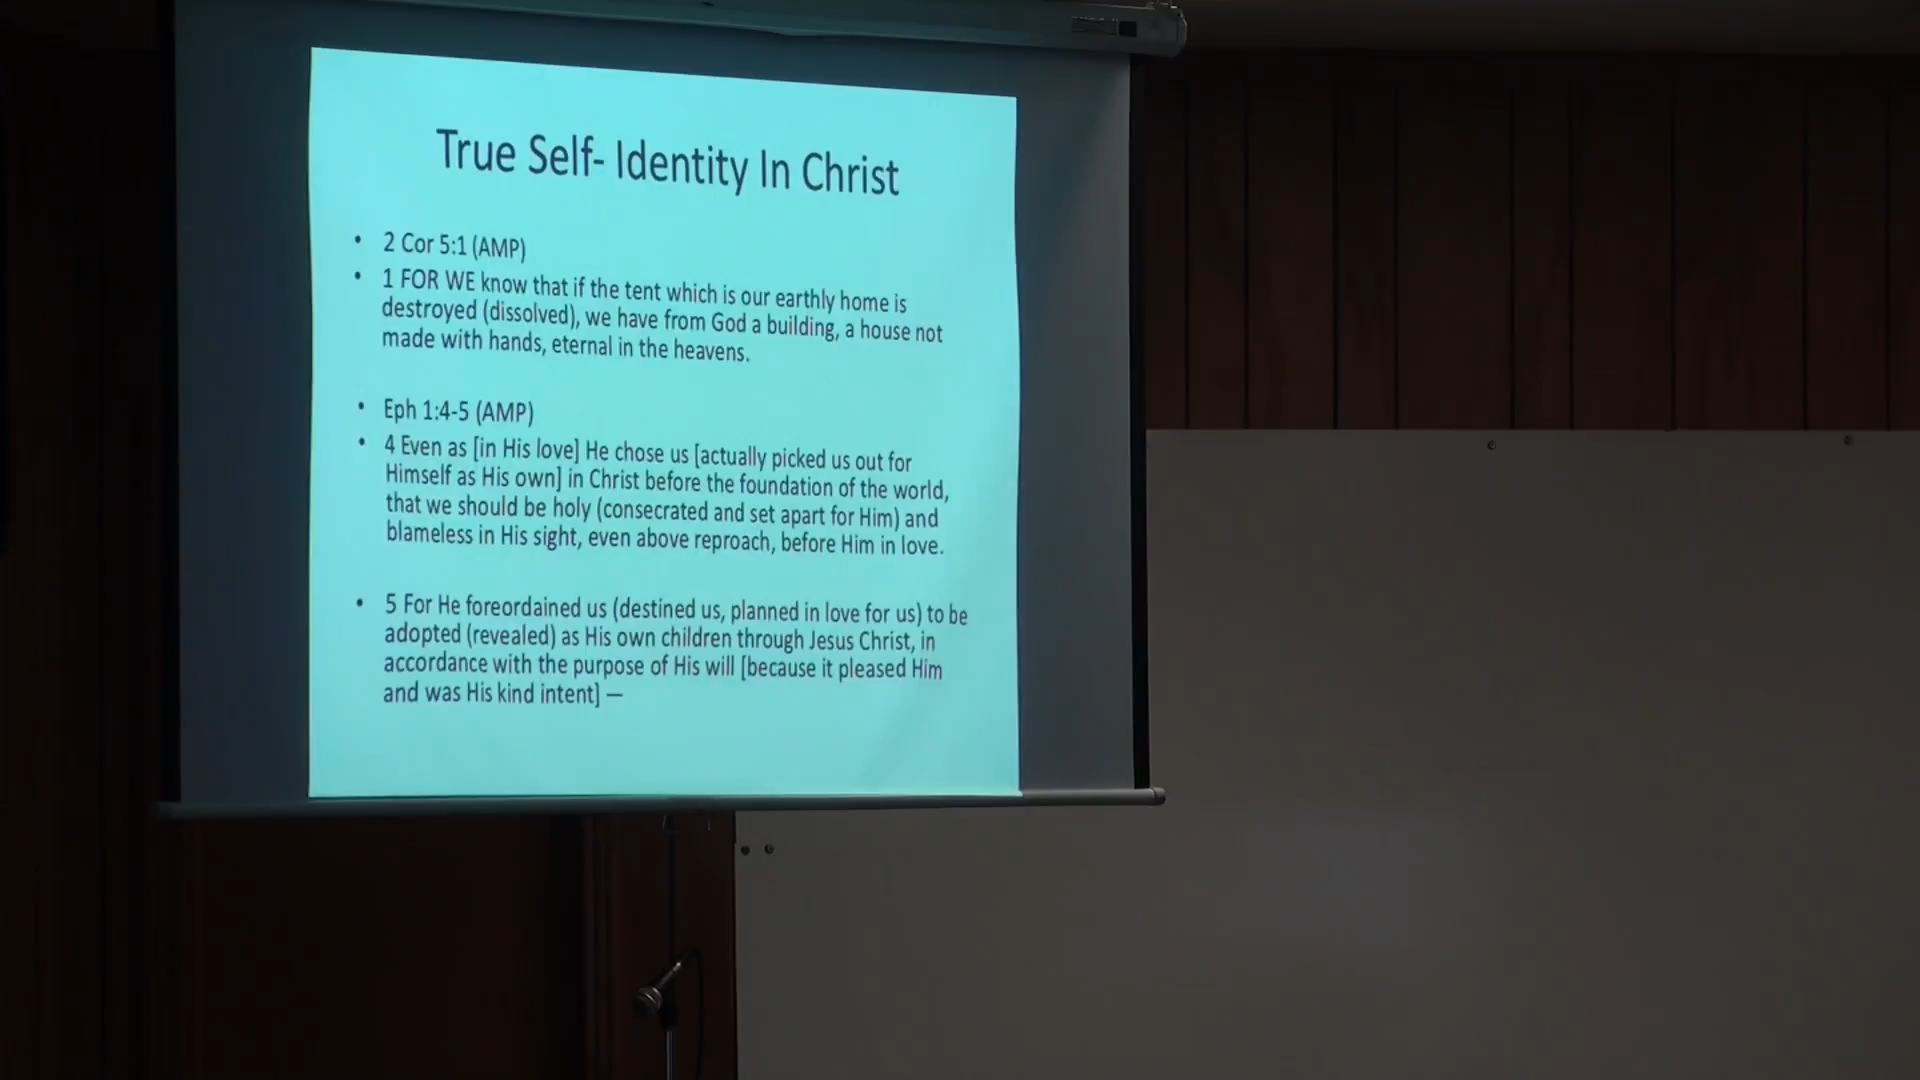 True Self- Identity In Christ
• 2 Cor 5:1 (AMP)
• 1 FOR WE know that if the tent which is our earthly home is
destroyed (dissolved), we have from God a building, a house not
made with hands, eternal in the heavens.
• Eph 1:4-5 (AMP)
• 4 Even as [in His love] He chose us [actually picked us out for
Himself as His own] in Christ before the foundation of the world,
that we should be holy (consecrated and set apart for Him) and
blameless in His sight, even above reproach, before Him in love.
• 5 For He foreordained us (destined us, planned in love for us) to be
adopted (revealed) as His own children through Jesus Christ, in
accordance with the purpose of His will [because it pleased Him
and was His kind intent] —